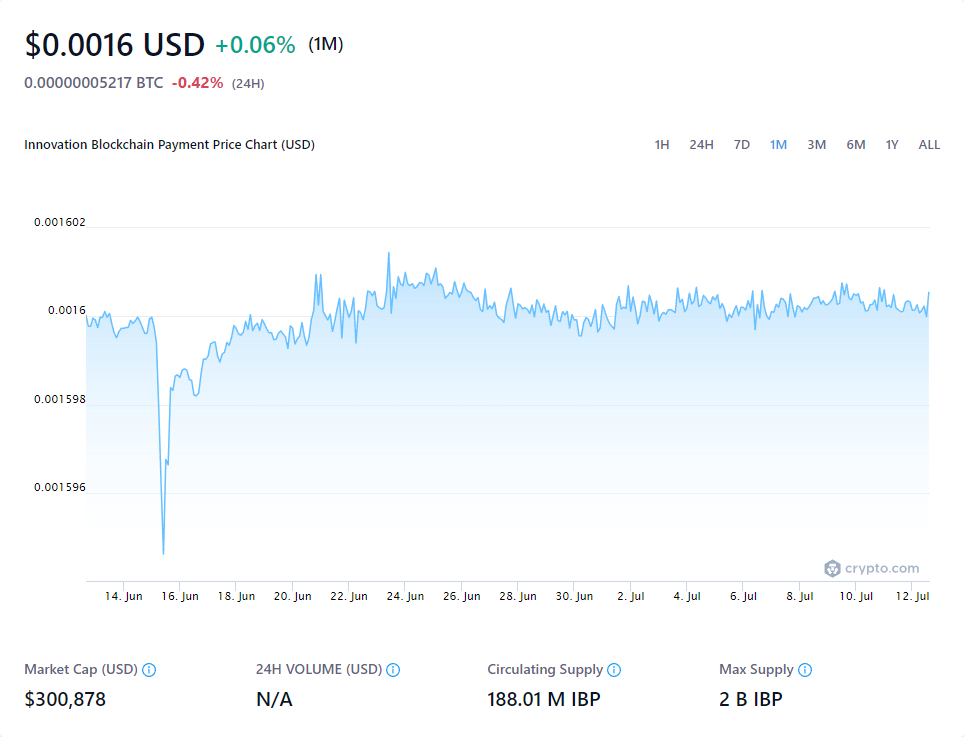 $0.0016 USD +0.06% (1M)
0.00000005217 BTC -0.42% (24H)
Innovation Blockchain Payment Price Chart (USD) 1H 24H 7D 1M 3M 6M 1Y ALL
0.001602
0.0016
0.001598
0.001596
crypto.com
14. Jun 16. Jun 18. Jun 20. Jun 22. Jun 24. Jun 26. Jun 28. Jun 30. Jun 2. Jul 4. Jul 6. Jul 8. Jul 10. Jul 12. Jul
Market Cap (USD) 24H VOLUME (USD) Circulating Supply Max Supply
$300,878 N/A 188.01 M IBP 2 B IBP